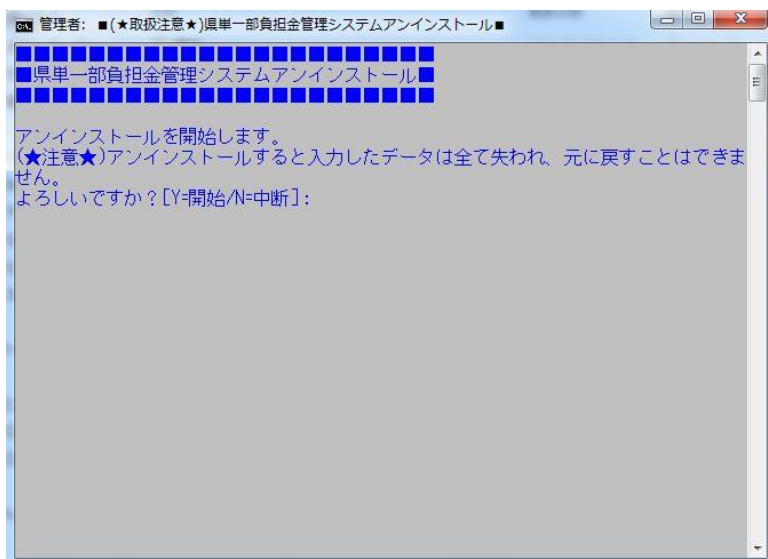 管理者: ■(★取扱注意★)県単一部負担金管理システムアンインストール■
■■■■■■■■■■■■■■■■■■■■■■■■
■県単一部負担金管理システムアンインストール■
■■■■■■■■■■■■■■■■■■■■■■■■
アンインストールを開始します。
(★注意★)アンインストールすると入力したデータは全て失われ、元に戻すことはできま
せん。
よろしいですか？[Y=開始/N=中断]: